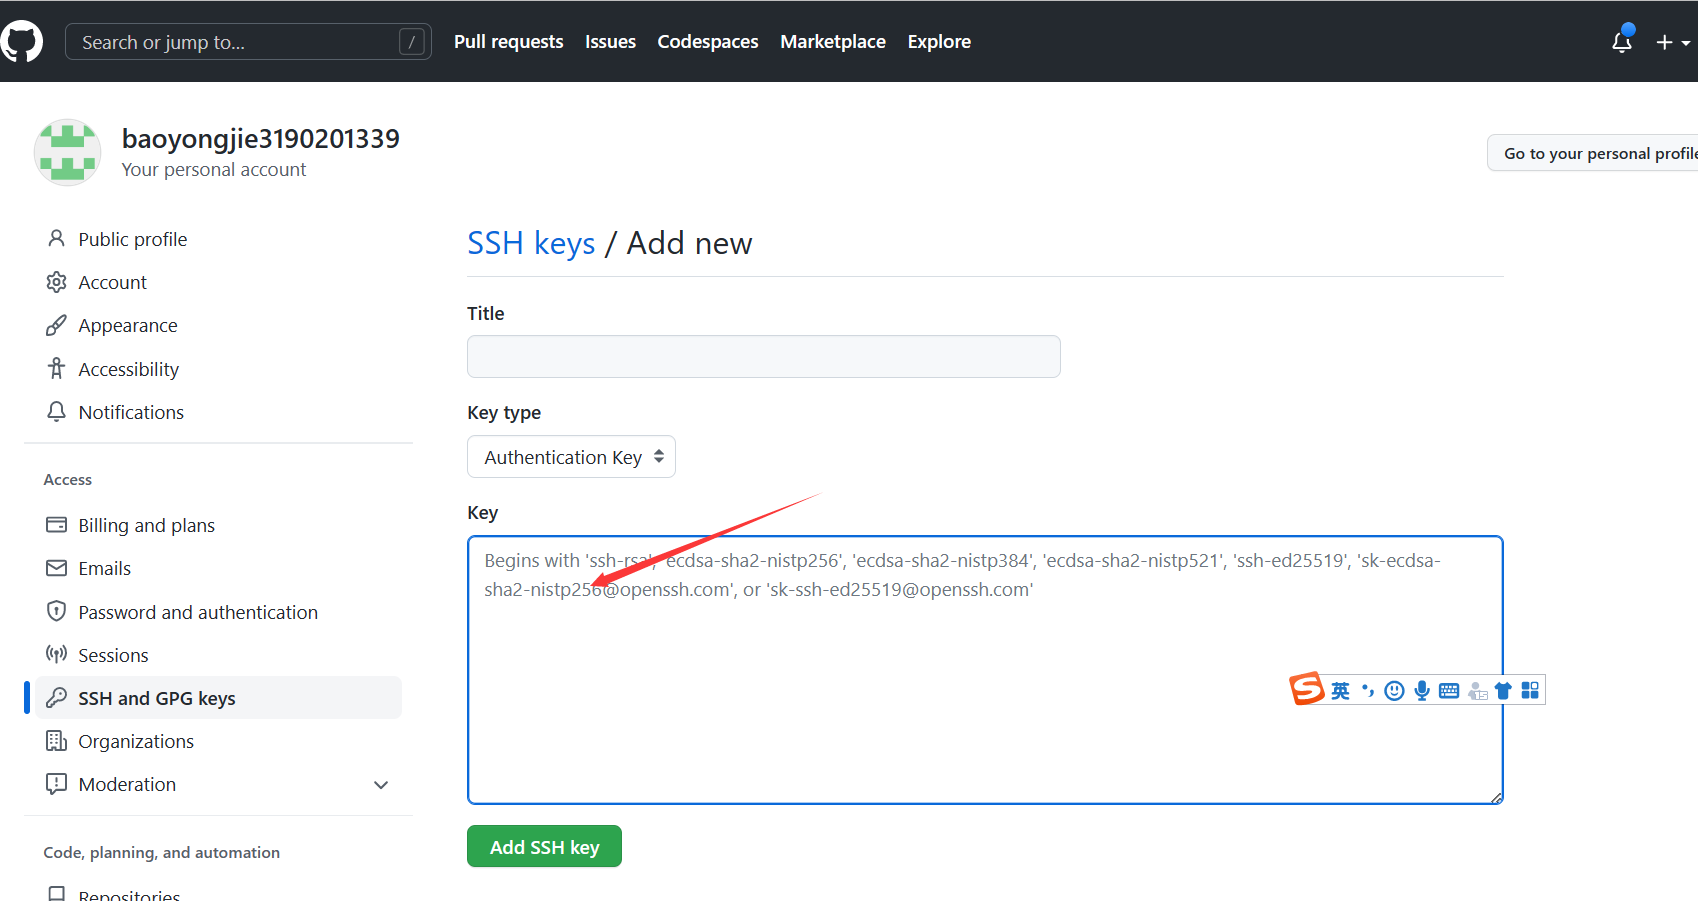 Search or jump to...
/
Pull requests
Issues
Codespaces
Marketplace
Explore
baoyongjie3190201339
Your personal account
Go to your personal profile
Public profile
Account
Appearance
Accessibility
Notifications
Access
Billing and plans
Emails
Password and authentication
Sessions
SSH and GPG keys
Organizations
Moderation
Code, planning, and automation
Repositories
SSH keys / Add new
Title
Key type
Authentication Key
Key
Begins with 'ssh-rsa', 'ecdsa-sha2-nistp256', 'ecdsa-sha2-nistp384', 'ecdsa-sha2-nistp521', 'ssh-ed25519', 'sk-ecdsa-
sha2-nistp256@openssh.com', or 'sk-ssh-ed25519@openssh.com'
S 英
Add SSH key